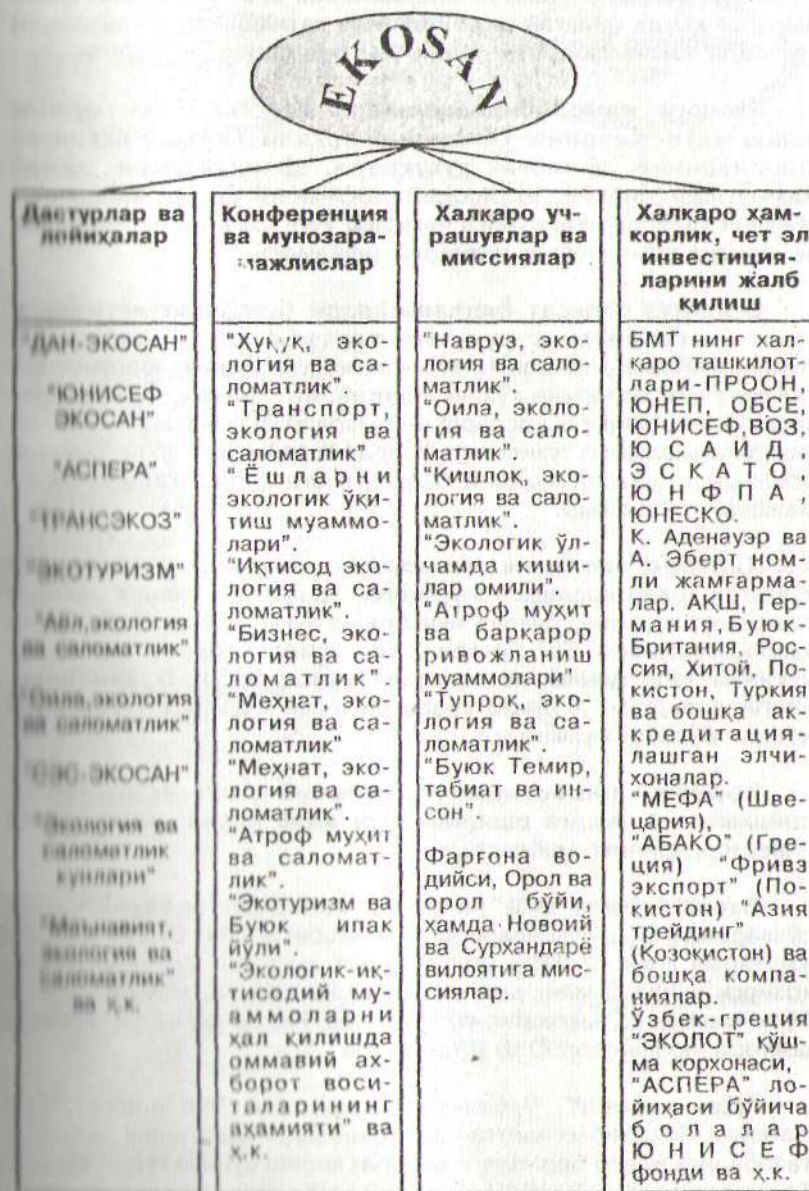 EKOSAN
Дастурлар ва
лойиҳалар
"ДАН-ЭКОСАН"
"ЮНИСЕФ
ЭКОСАН"
"АСПЕРА"
"ТРАНСЭКОЗ"
"ЭКОТУРИЗМ"
"Аёл,экология
ва саломатлик"
"Оила,экология
ва саломатлик"
"СЭС-ЭКОСАН"
"Экология ва
саломатлик
кунлари"
"Маънавият,
экология ва
саломатлик"
ва ҳ.к.
Конференция
ва мунозара-
мажлислар
"Ҳуқуқ, эко-
логия ва са-
ломатлик".
"Транспорт,
экология ва
саломатлик"
"Ёшларни
экологик ўқи-
тиш муаммо-
лари".
"Иқтисод эко-
логия ва са-
ломатлик".
"Бизнес, эко-
логия ва са-
ломатлик".
"Меҳнат, эко-
логия ва са-
ломатлик"
"Меҳнат, эко-
логия ва са-
ломатлик".
"Атроф муҳит
ва саломат-
лик".
"Экотуризм ва
Буюк ипак
йўли".
"Экологик-иқ-
тисодий му-
аммоларни
ҳал қилишда
оммавий ах-
борот воси-
таларининг
аҳамияти" ва
ҳ.к.
Халқаро уч-
рашувлар ва
миссиялар
"Навруз, эко-
логия ва сало-
матлик".
"Оила, эколо-
гия ва сало-
матлик"
"Қишлоқ, эко-
логия ва сало-
матлик".
"Экологик ўл-
чамда киши-
лар омили".
"Атроф муҳит
ва барқарор
ривожланиш
муаммолари"
"Тупроқ, эко-
логия ва са-
ломатлик".
"Буюк Темир,
табиат ва ин-
сон".
Фарғона во-
дийси, Орол ва
орол бўйи,
ҳамда Новоий
ва Сурхандарё
вилоятига мис-
сиялар.
Халқаро ҳам-
корлик, чет эл
инвестиция-
ларини жалб
қилиш
БМТ нинг хал-
қаро ташкилот-
лари-ПРООН,
ЮНЕП, ОБСЕ,
ЮНИСЕФ,ВОЗ,
ЮСАИД,
ЭСКАТО,
ЮНФПА,
ЮНЕСКО.
К. Аденауэр ва
А. Эберт ном-
ли жамғарма-
лар. АҚШ, Гер-
мания,Буюк-
Британия, Рос-
сия, Хитой, По-
кистон, Туркия
ва бошқа ак-
кредитация-
лашган элчи-
хоналар.
"МЕФА" (Шве-
цария),
"АБАКО" (Гре-
ция) "Фривз
экспорт" (По-
кистон) "Азия
трейдинг"
(Қозоқистон) ва
бошқа компа-
ниялар.
Ўзбек-греция
"ЭКОЛОТ" қўш-
ма корхонаси,
"АСПЕРА" ло-
йиҳаси бўйича
болалар
ЮНИСЕФ
фонди ва ҳ.к.